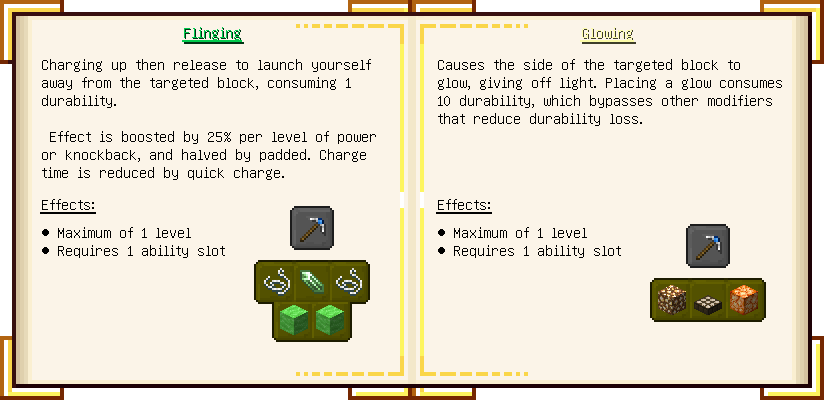 Flinging
Charging up then release to launch yourself
away from the targeted block, consuming 1
durability.
Effect is boosted by 25% per level of power
or knockback, and halved by padded. Charge
time is reduced by quick charge.
Effects:
● Maximum of 1 level
● Requires 1 ability slot
Glowing
Causes the side of the targeted block to
glow, giving off light. Placing a glow consumes
10 durability, which bypasses other modifiers
that reduce durability loss.
Effects:
● Maximum of 1 level
● Requires 1 ability slot